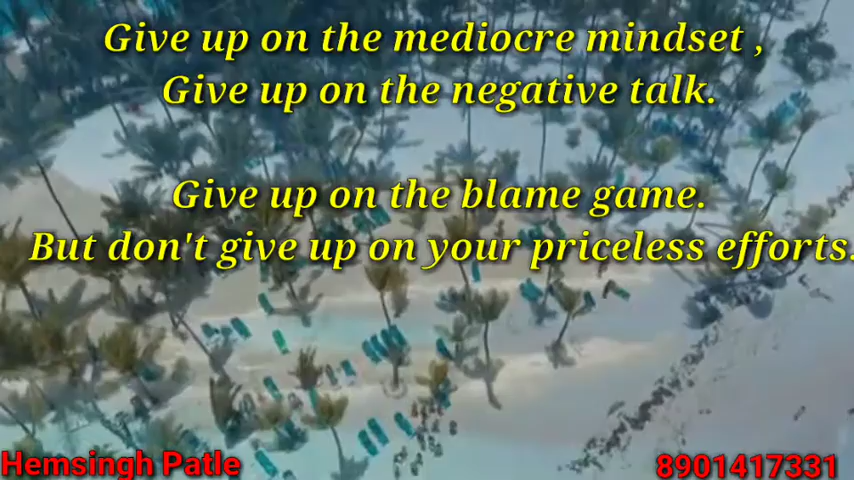 Give up on the mediocre mindset ,
Give up on the negative talk.
Give up on the blame game.
But don't give up on your priceless efforts.
Hemsingh Patle
8901417331